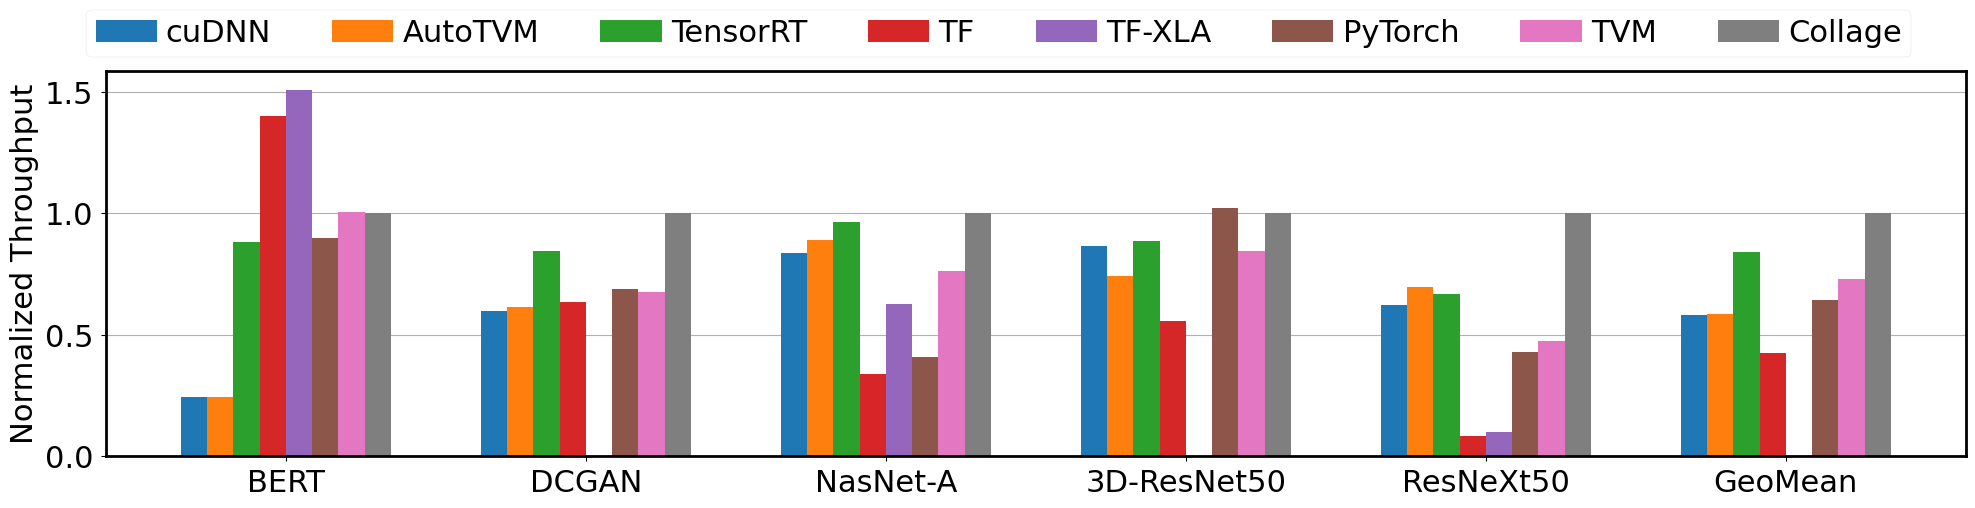 cuDNN AutoTVM TensorRT TF TF-XLA PyTorch TVM Collage
Normalized Throughput
1.5
1.0
0.5
0.0
BERT DCGAN NasNet-A 3D-ResNet50 ResNeXt50 GeoMean